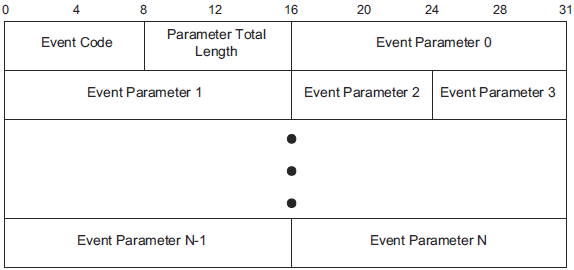 0 4 8 12 16 20 24 28 31
Event Code
Parameter Total
Length
Event Parameter 0
Event Parameter 1
Event Parameter 2
Event Parameter 3
Event Parameter N-1
Event Parameter N